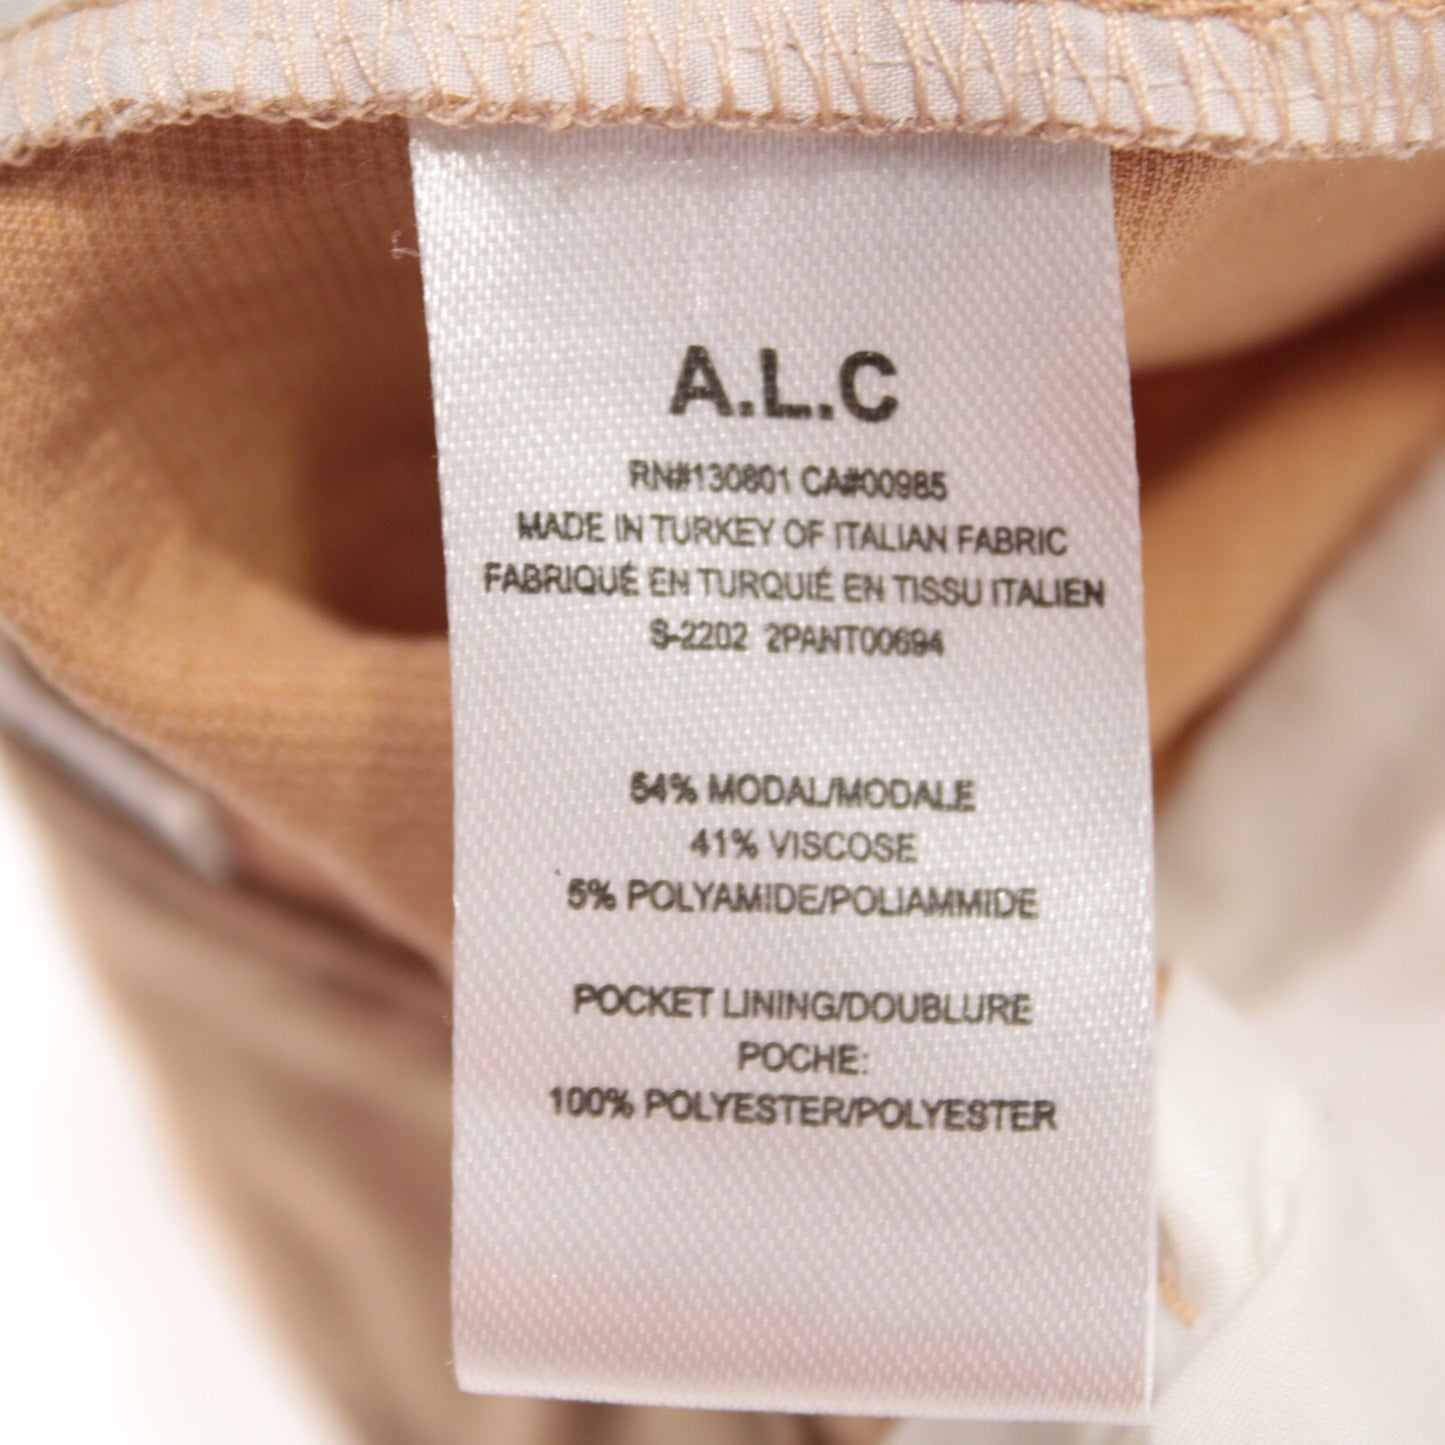 A.L.C
RN#130801 CA#00985
MADE IN TURKEY OF ITALIAN FABRIC
FABRIQUÉ EN TURQUIÉ EN TISSU ITALIEN
S-2202 2PANT00694
54% MODAL/MODALE
41% VISCOSE
5% POLYAMIDE/POLIAMMIDE
POCKET LINING/DOUBLURE
POCHE:
100% POLYESTER/POLYESTER